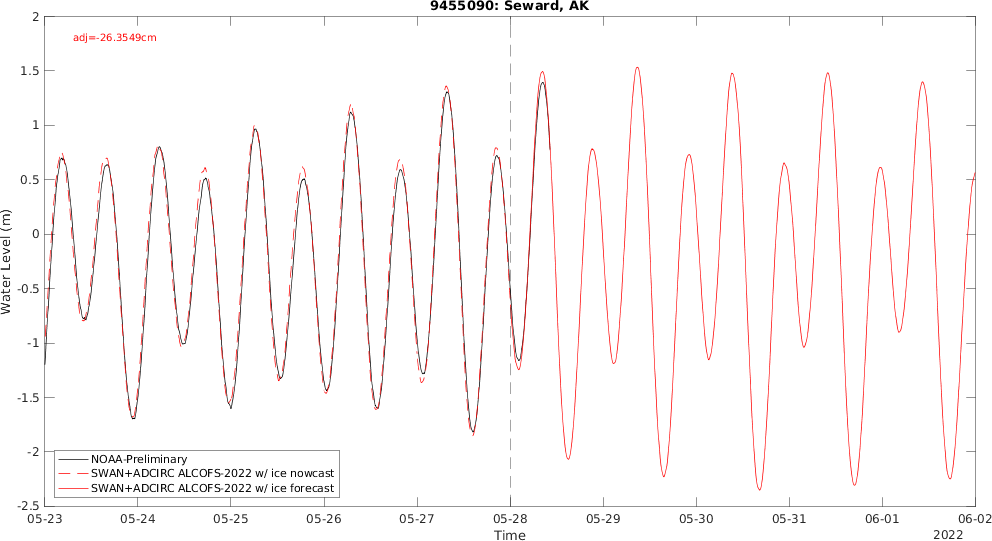 9455090: Seward, AK
adj=-26.3549cm
2
1.5
1
0.5
0
-0.5
-1
-1.5
-2
-2.5
Water Level (m)
NOAA-Preliminary
SWAN+ADCIRC ALCOFS-2022 w/ ice nowcast
SWAN+ADCIRC ALCOFS-2022 w/ ice forecast
05-23 05-24 05-25 05-26 05-27 05-28 05-29 05-30 05-31 06-01 06-02
Time
2022